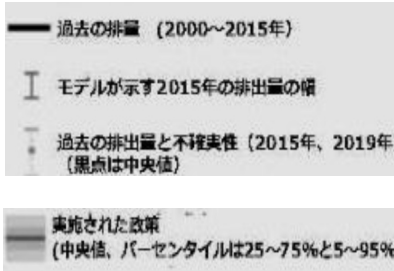 過去の排量 (2000～2015年)
モデルが示す2015年の排出量の幅
過去の排出量と不確実性 (2015年、2019年
(黒点は中央値)
実施された政策
(中央値、パーセンタイルは25～75%と5～95%